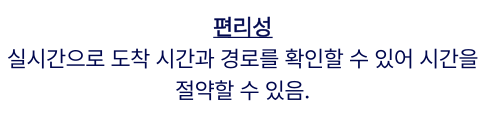 편리성
실시간으로 도착 시간과 경로를 확인할 수 있어 시간을
절약할 수 있음.